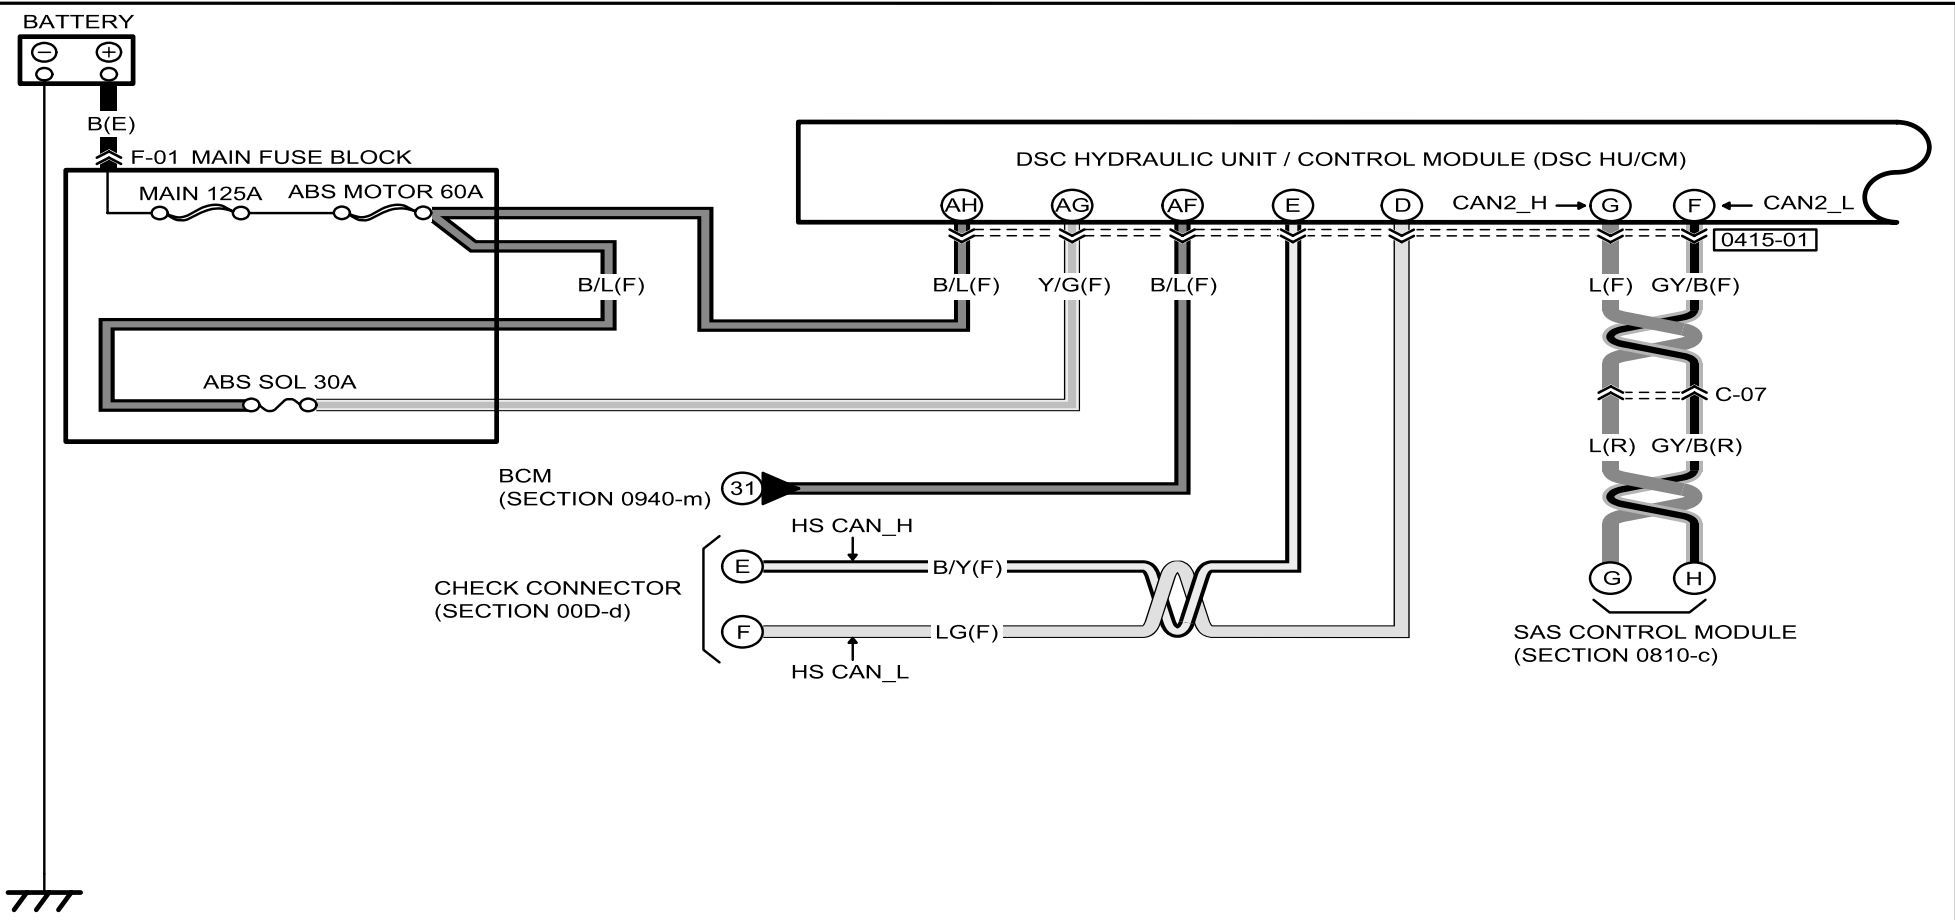 BATTERY
− +
B(E)
F-01 MAIN FUSE BLOCK
MAIN 125A ABS MOTOR 60A
B/L(F)
ABS SOL 30A
DSC HYDRAULIC UNIT / CONTROL MODULE (DSC HU/CM)
AH AG AF E D CAN2_H G F CAN2_L
0415-01
B/L(F) Y/G(F) B/L(F) L(F) GY/B(F)
C-07
L(R) GY/B(R)
BCM
(SECTION 0940-m)
31
HS CAN_H
E B/Y(F)
CHECK CONNECTOR
(SECTION 00D-d)
F LG(F)
HS CAN_L
G H
SAS CONTROL MODULE
(SECTION 0810-c)